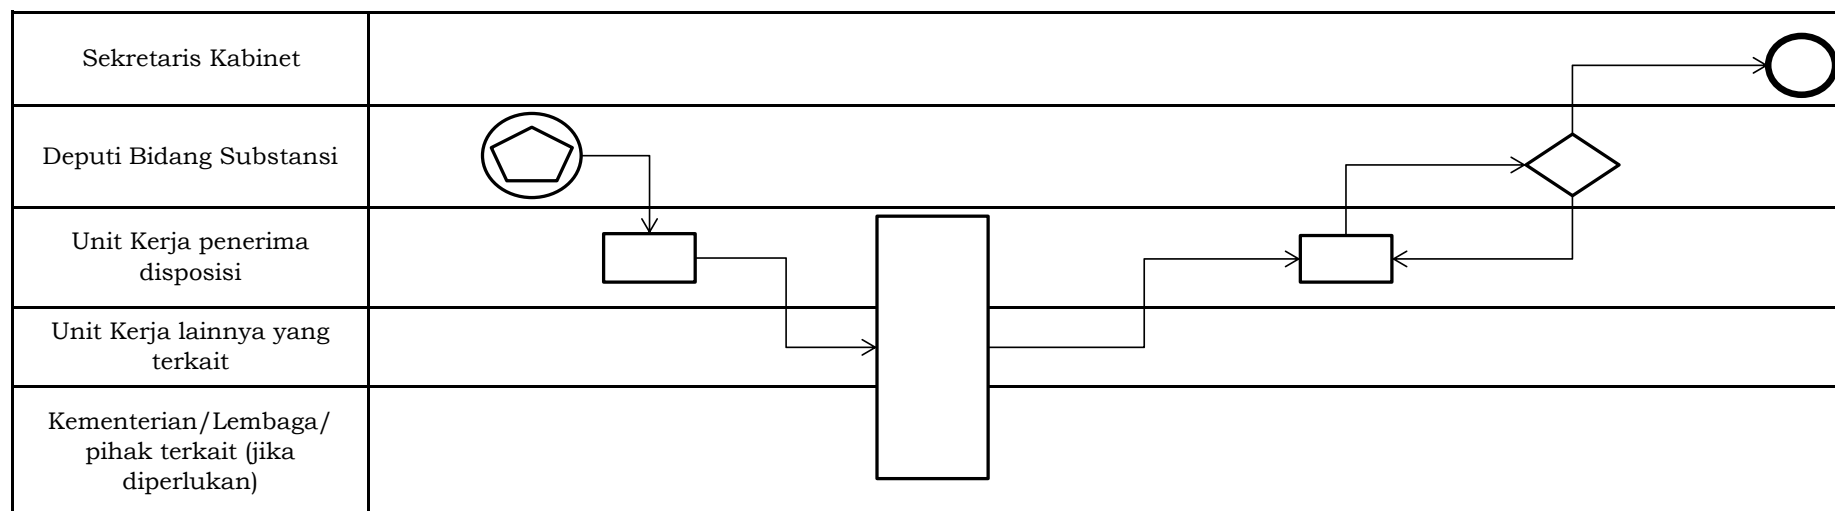 Sekretaris Kabinet
Deputi Bidang Substansi
Unit Kerja penerima
disposisi
Unit Kerja lainnya yang
terkait
Kementerian/Lembaga/
pihak terkait (jika
diperlukan)